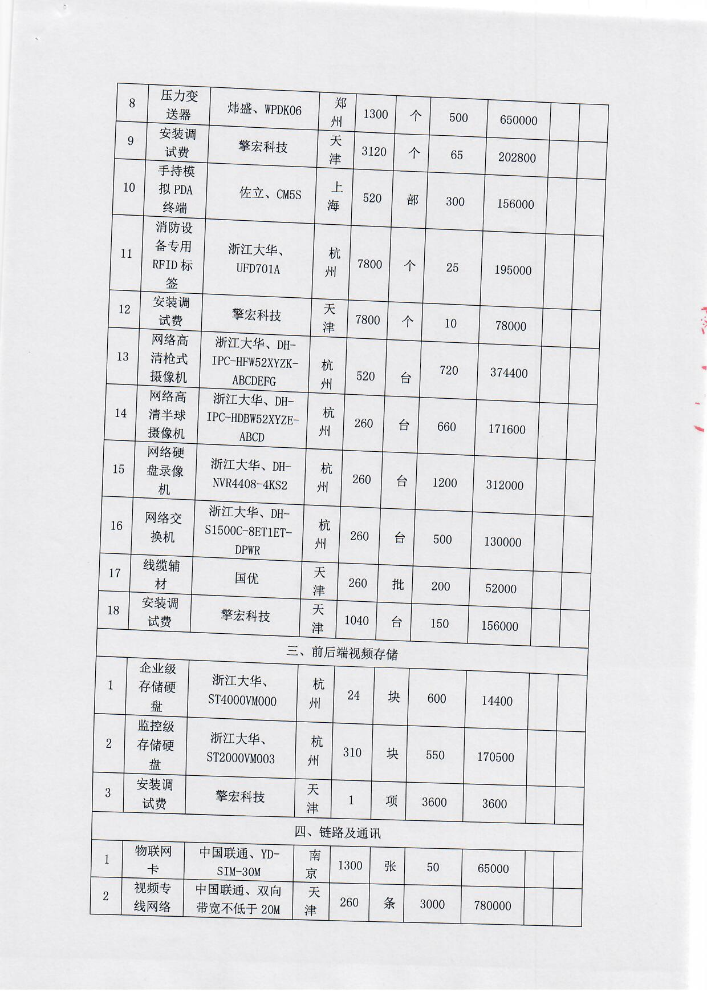 8 压力变送器 炜盛、WPDK06 郑州 1300 个 500 650000
9 安装调试费 擎宏科技 天津 3120 个 65 202800
10 手持模拟 PDA 终端 佐立、CM5S 上海 520 部 300 156000
11 消防设备专用 RFID 标签 浙江大华、UFD701A 杭州 7800 个 25 195000
12 安装调试费 擎宏科技 天津 7800 个 10 78000
13 网络高清枪式摄像机 浙江大华、DH-IPC-HFW52XYZK-ABCDEFG 杭州 520 台 720 374400
14 网络高清半球摄像机 浙江大华、DH-IPC-HDBW52XYZE-ABCD 杭州 260 台 660 171600
15 网络硬盘录像机 浙江大华、DH-NVR4408-4KS2 杭州 260 台 1200 312000
16 网络交换机 浙江大华、DH-S1500C-8ET1ET-DPWR 杭州 260 台 500 130000
17 线缆辅材 国优 天津 260 批 200 52000
18 安装调试费 擎宏科技 天津 1040 台 150 156000
三、前后端视频存储
1 企业级存储硬盘 浙江大华、ST4000VM000 杭州 24 块 600 14400
2 监控级存储硬盘 浙江大华、ST2000VM003 杭州 310 块 550 170500
3 安装调试费 擎宏科技 天津 1 项 3600 3600
四、链路及通讯
1 物联网卡 中国联通、YD-SIM-30M 南京 1300 张 50 65000
2 视频专线网络 中国联通、双向带宽不低于 20M 天津 260 条 3000 780000